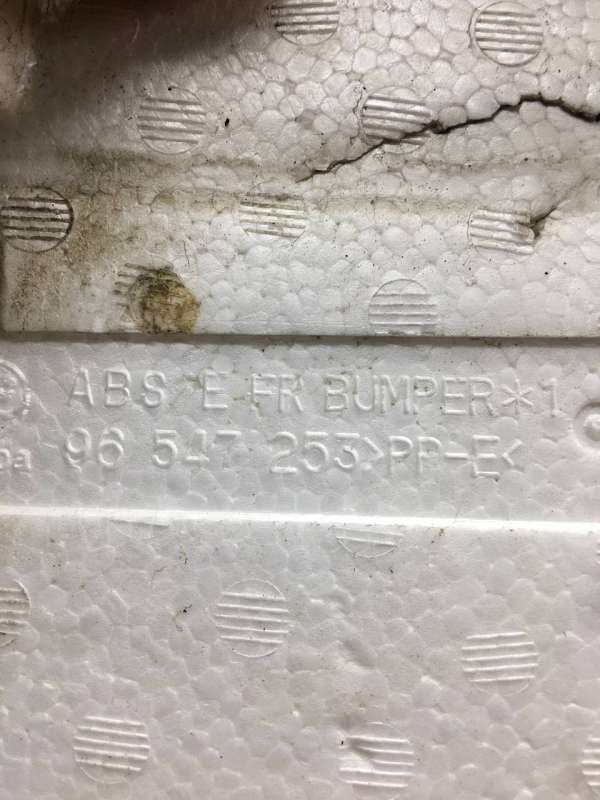 ABS E FR BUMPER*1
96 547 253>PP-E<